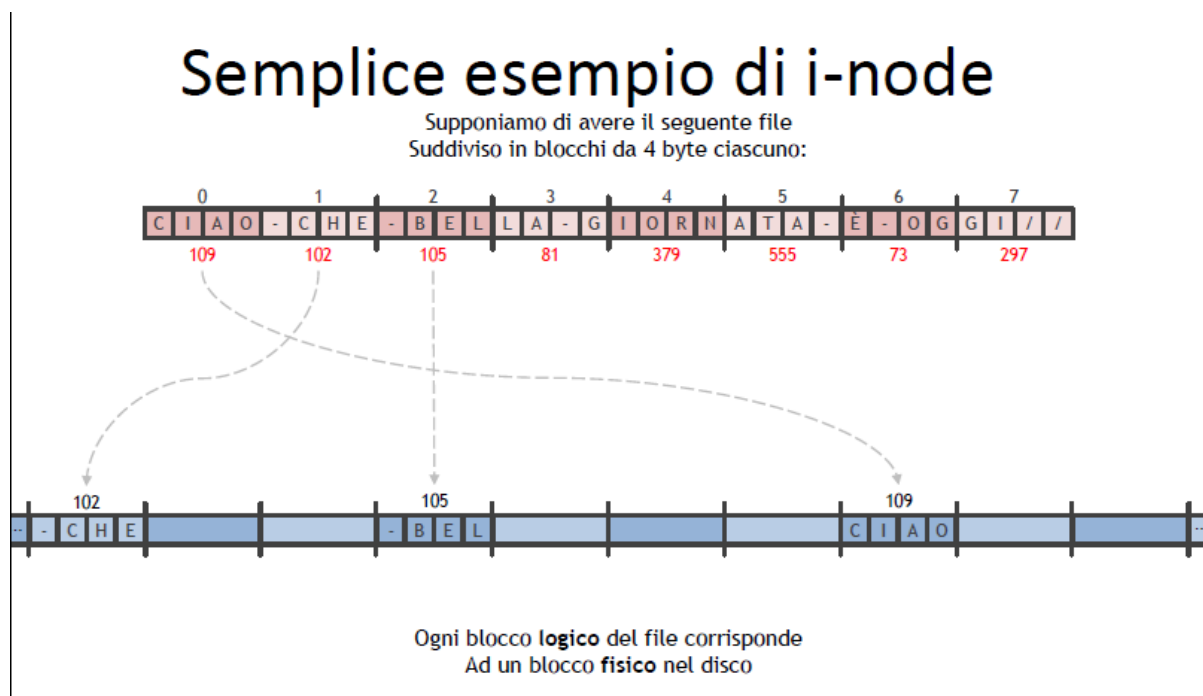 Semplice esempio di i-node
Supponiamo di avere il seguente file
Suddiviso in blocchi da 4 byte ciascuno:
0 1 2 3 4 5 6 7
C I A O - C H E - B E L L A - G I O R N A T A - È - O G G I / /
109 102 105 81 379 555 73 297
102 105 109
... - C H E - B E L C I A O ...
Ogni blocco logico del file corrisponde
Ad un blocco fisico nel disco